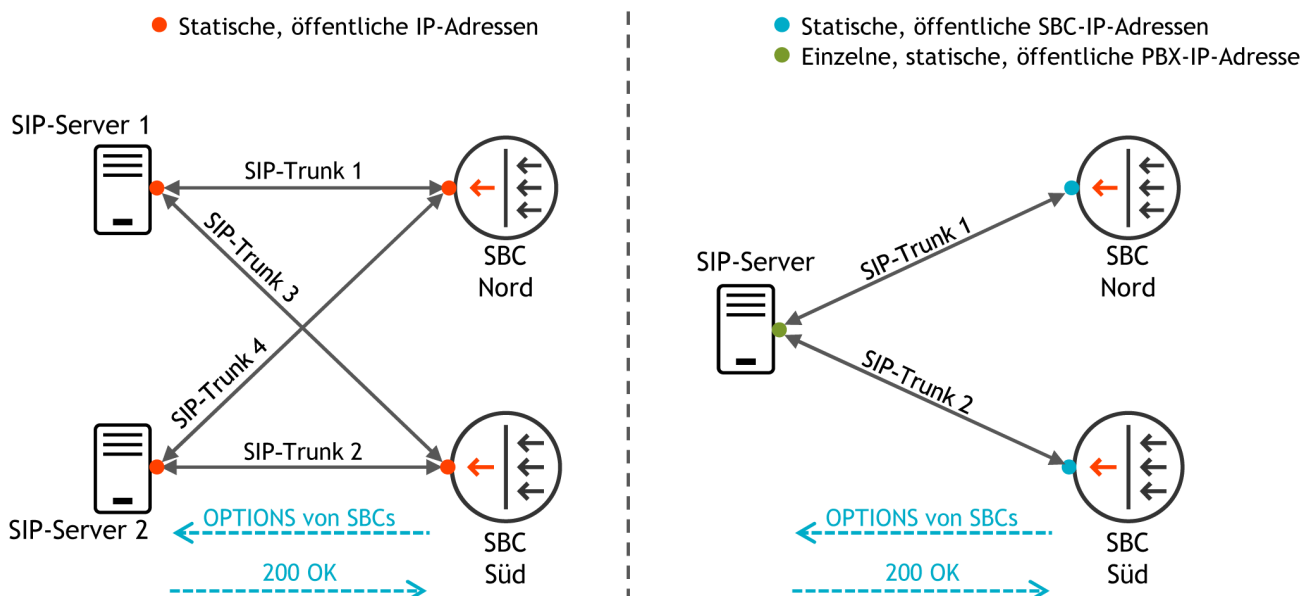 Statische, öffentliche IP-Adressen
SIP-Server 1
SIP-Trunk 1
SBC
Nord
SIP-Trunk 3
SIP-Trunk 4
SIP-Trunk 2
SIP-Server 2
OPTIONS von SBCs
200 OK
SBC
Süd
Statische, öffentliche SBC-IP-Adressen
Einzelne, statische, öffentliche PBX-IP-Adresse
SIP-Server
SIP-Trunk 1
SBC
Nord
SIP-Trunk 2
OPTIONS von SBCs
200 OK
SBC
Süd